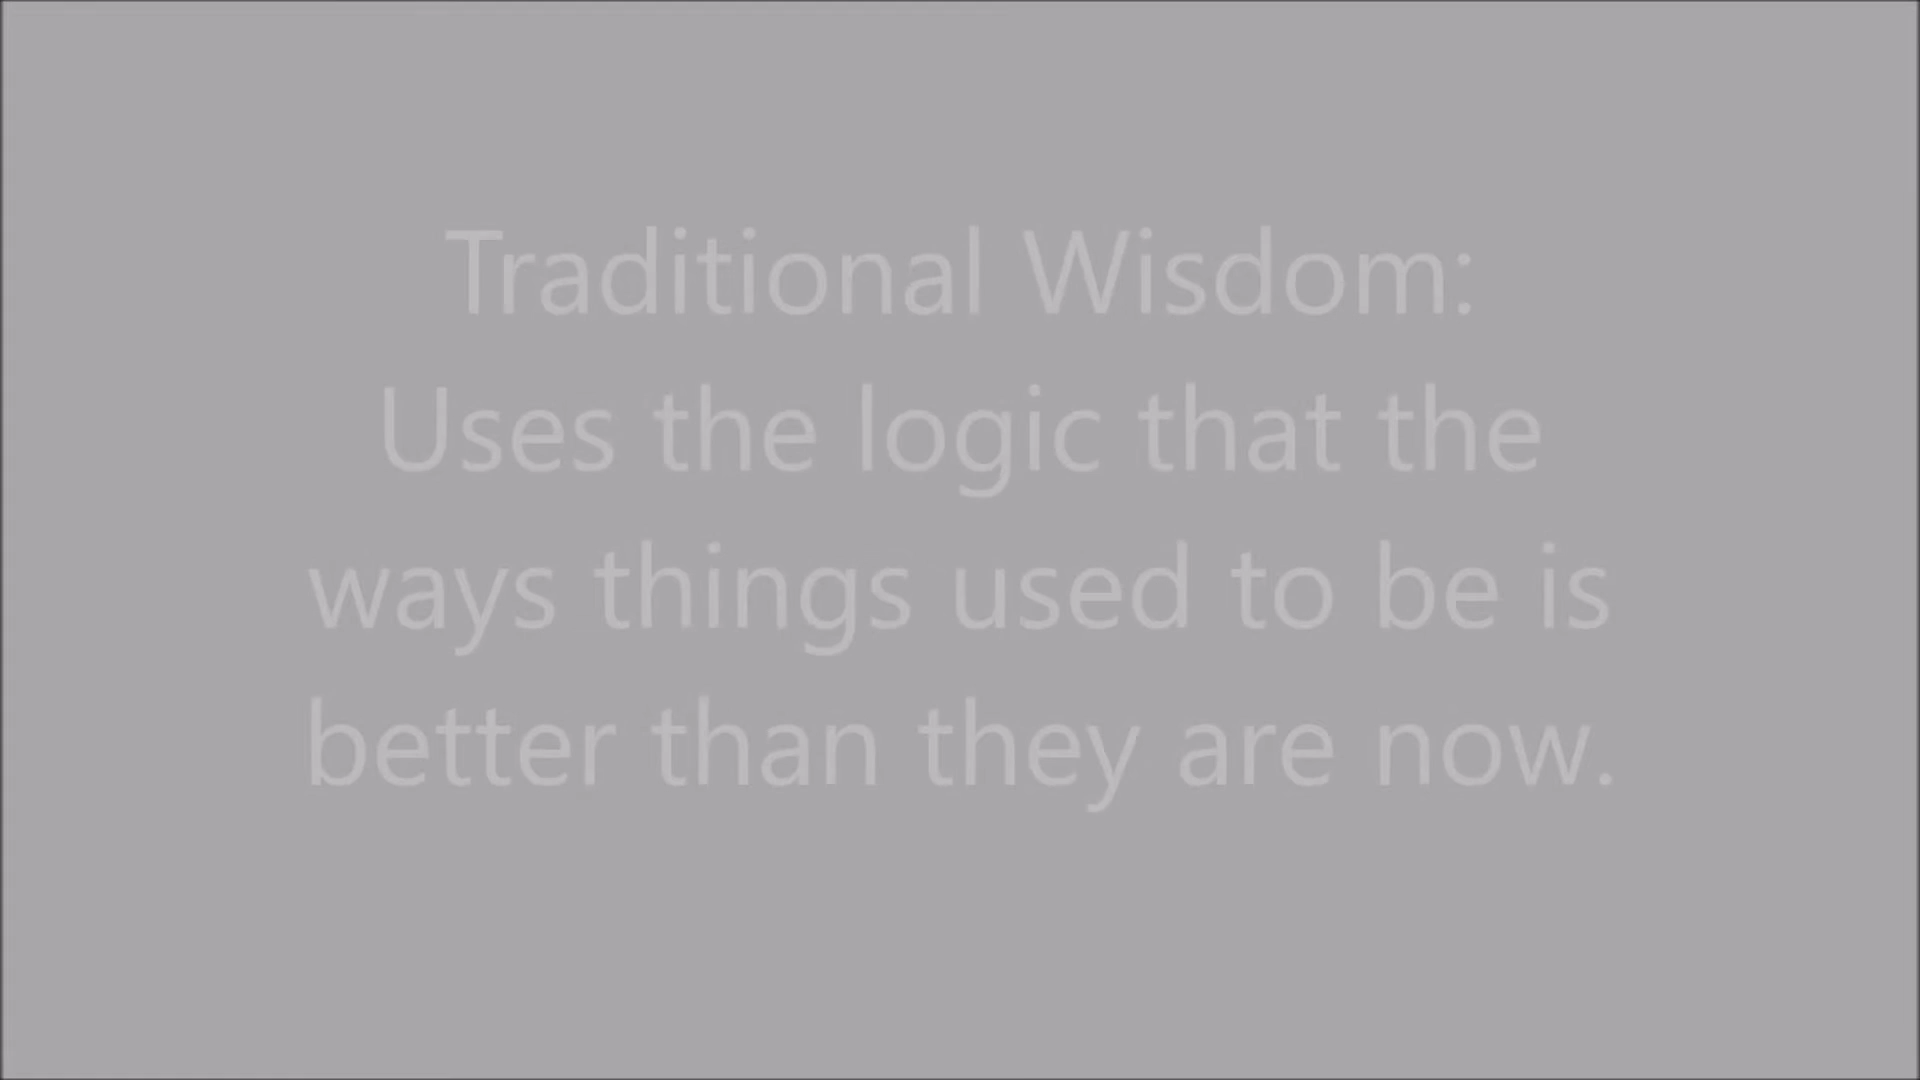 Traditional Wisdom:
Uses the logic that the
ways things used to be is
better than they are now.